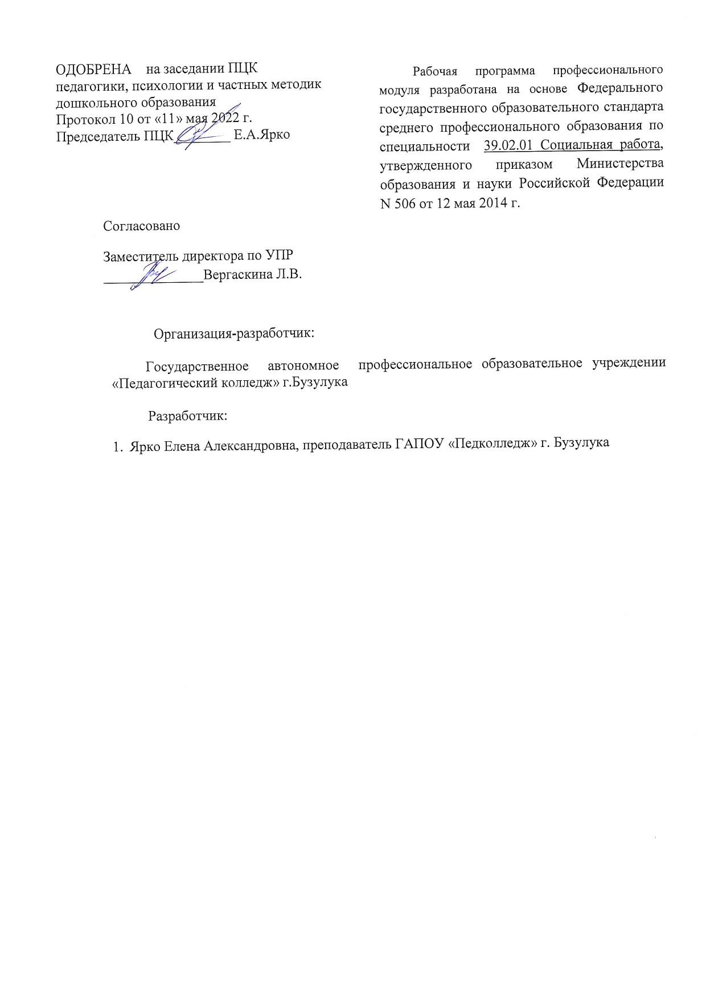 ОДОБРЕНА на заседании ПЦК
педагогики, психологии и частных методик
дошкольного образования
Протокол 10 от «11» мая 2022 г.
Председатель ПЦК________ Е.А.Ярко
Рабочая программа профессионального
модуля разработана на основе Федерального
государственного образовательного стандарта
среднего профессионального образования по
специальности 39.02.01 Социальная работа,
утвержденного приказом Министерства
образования и науки Российской Федерации
N 506 от 12 мая 2014 г.
Согласовано
Заместитель директора по УПР
______________Вергаскина Л.В.
Организация-разработчик:
Государственное автономное профессиональное образовательное учреждении
«Педагогический колледж» г.Бузулука
Разработчик:
1. Ярко Елена Александровна, преподаватель ГАПОУ «Педколледж» г. Бузулука